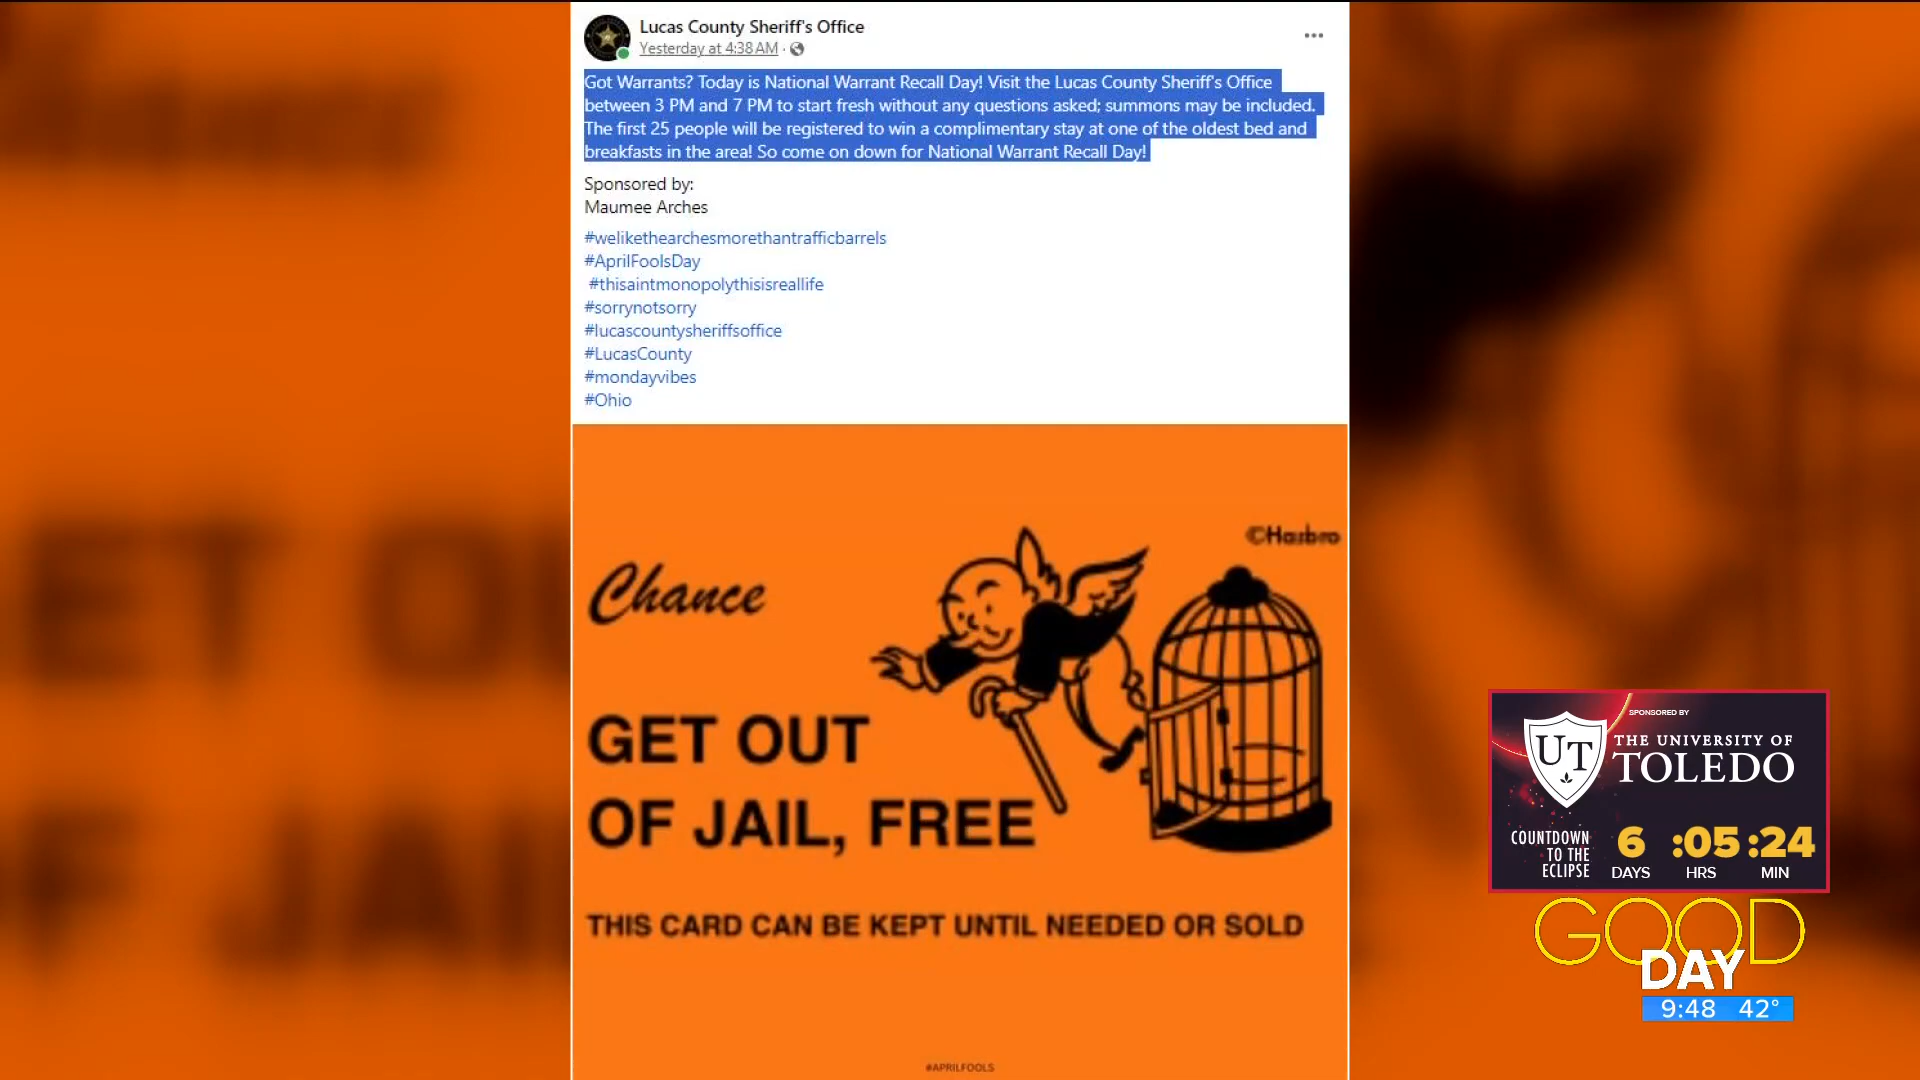 Lucas County Sheriff's Office
Yesterday at 4:38 AM ·
Got Warrants? Today is National Warrant Recall Day! Visit the Lucas County Sheriff's Office
between 3 PM and 7 PM to start fresh without any questions asked; summons may be included.
The first 25 people will be registered to win a complimentary stay at one of the oldest bed and
breakfasts in the area! So come on down for National Warrant Recall Day!
Sponsored by:
Maumee Arches
#welikethearchesmorethantrafficbarrels
#AprilFoolsDay
#thisaintmonopolythisisreallife
#sorrynotsorry
#lucascountysheriffsoffice
#LucasCounty
#mondayvibes
#Ohio
©Hasbro
Chance
GET OUT
OF JAIL, FREE
THIS CARD CAN BE KEPT UNTIL NEEDED OR SOLD
#APRILFOOLS
SPONSORED BY
UT
THE UNIVERSITY OF
TOLEDO
COUNTDOWN
TO THE
ECLIPSE
6 :05 :24
DAYS HRS MIN
GOOD
DAY
9:48 42°